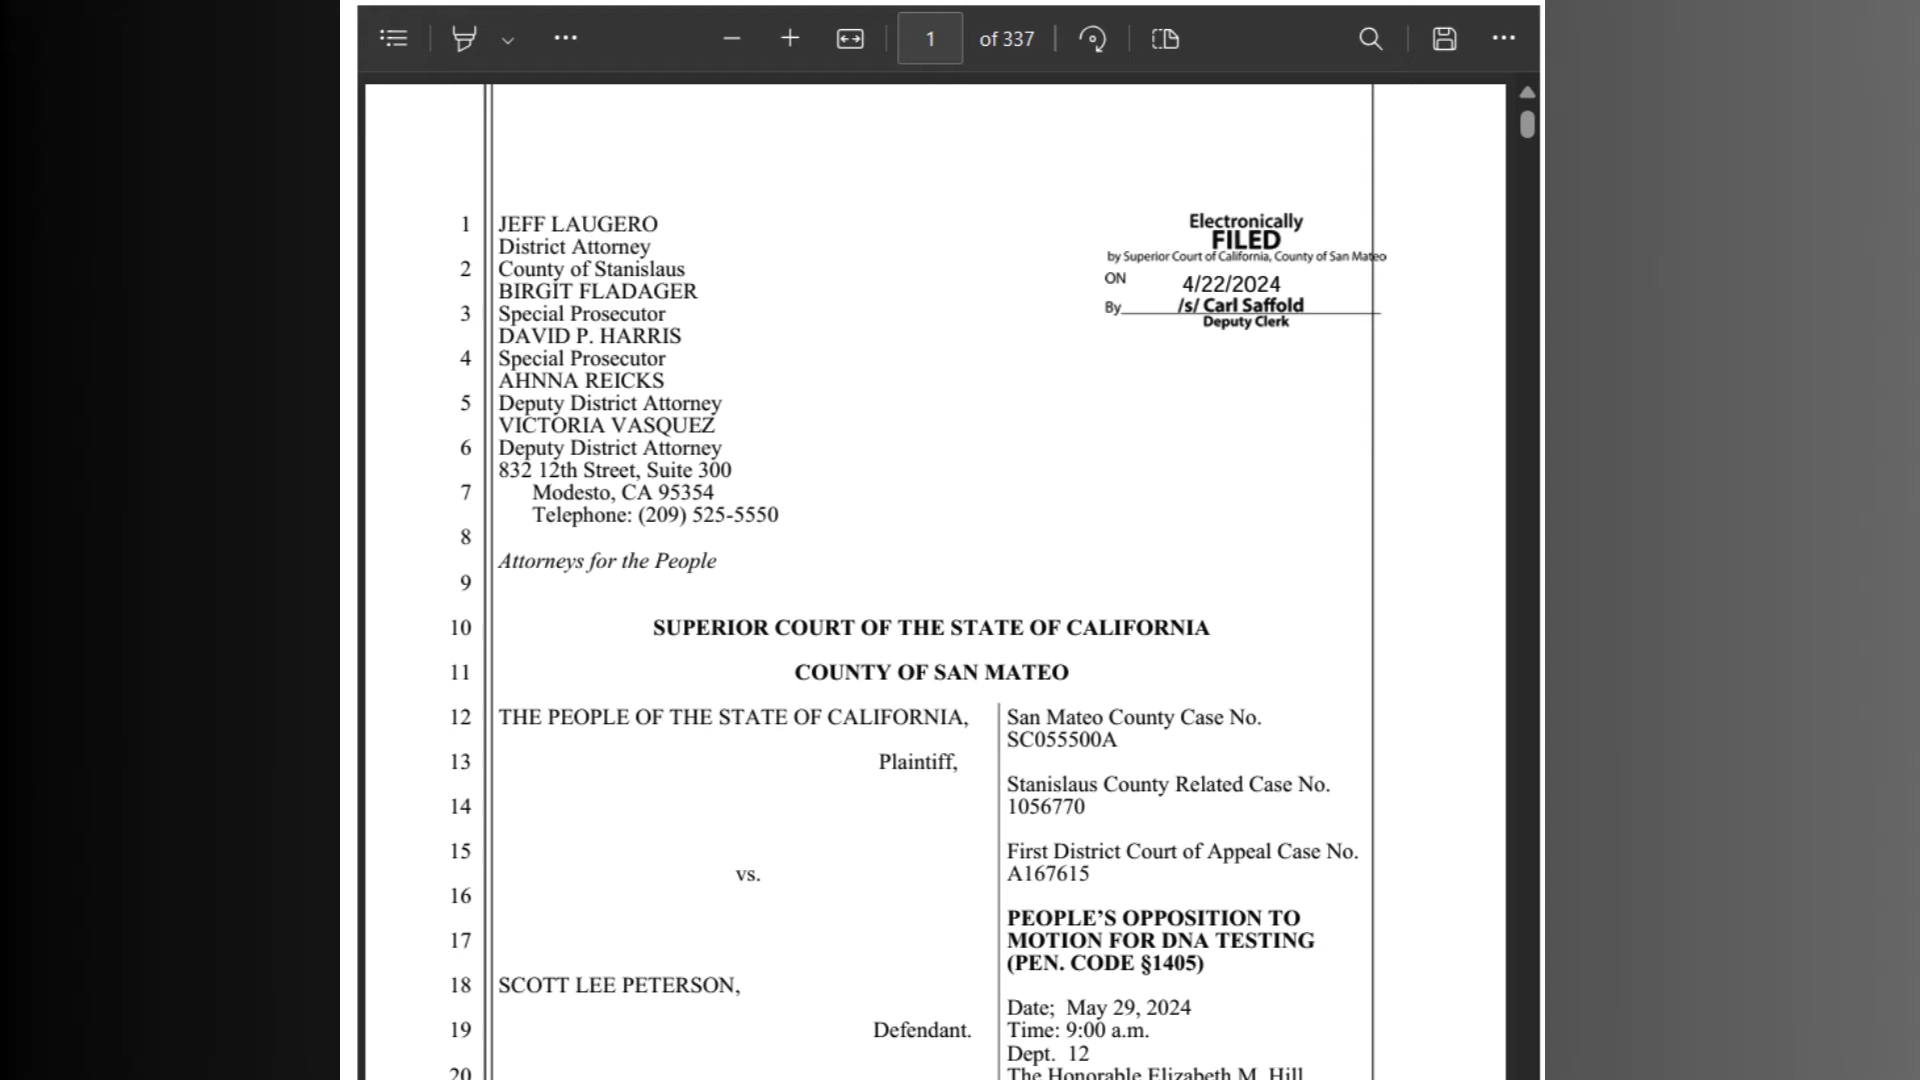 1 of 337
1 JEFF LAUGERO
District Attorney
2 County of Stanislaus
BIRGIT FLADAGER
3 Special Prosecutor
DAVID P. HARRIS
4 Special Prosecutor
AHNNA REICKS
5 Deputy District Attorney
VICTORIA VASQUEZ
6 Deputy District Attorney
832 12th Street, Suite 300
7 Modesto, CA 95354
Telephone: (209) 525-5550
8
Attorneys for the People
9
Electronically
FILED
by Superior Court of California, County of San Mateo
ON 4/22/2024
By /s/ Carl Saffold
Deputy Clerk
10 SUPERIOR COURT OF THE STATE OF CALIFORNIA
11 COUNTY OF SAN MATEO
12 THE PEOPLE OF THE STATE OF CALIFORNIA,
13 Plaintiff,
14
15
vs.
16
17
18 SCOTT LEE PETERSON,
19 Defendant.
20
San Mateo County Case No.
SC055500A
Stanislaus County Related Case No.
1056770
First District Court of Appeal Case No.
A167615
PEOPLE’S OPPOSITION TO
MOTION FOR DNA TESTING
(PEN. CODE §1405)
Date; May 29, 2024
Time: 9:00 a.m.
Dept. 12
The Honorable Elizabeth M. Hill